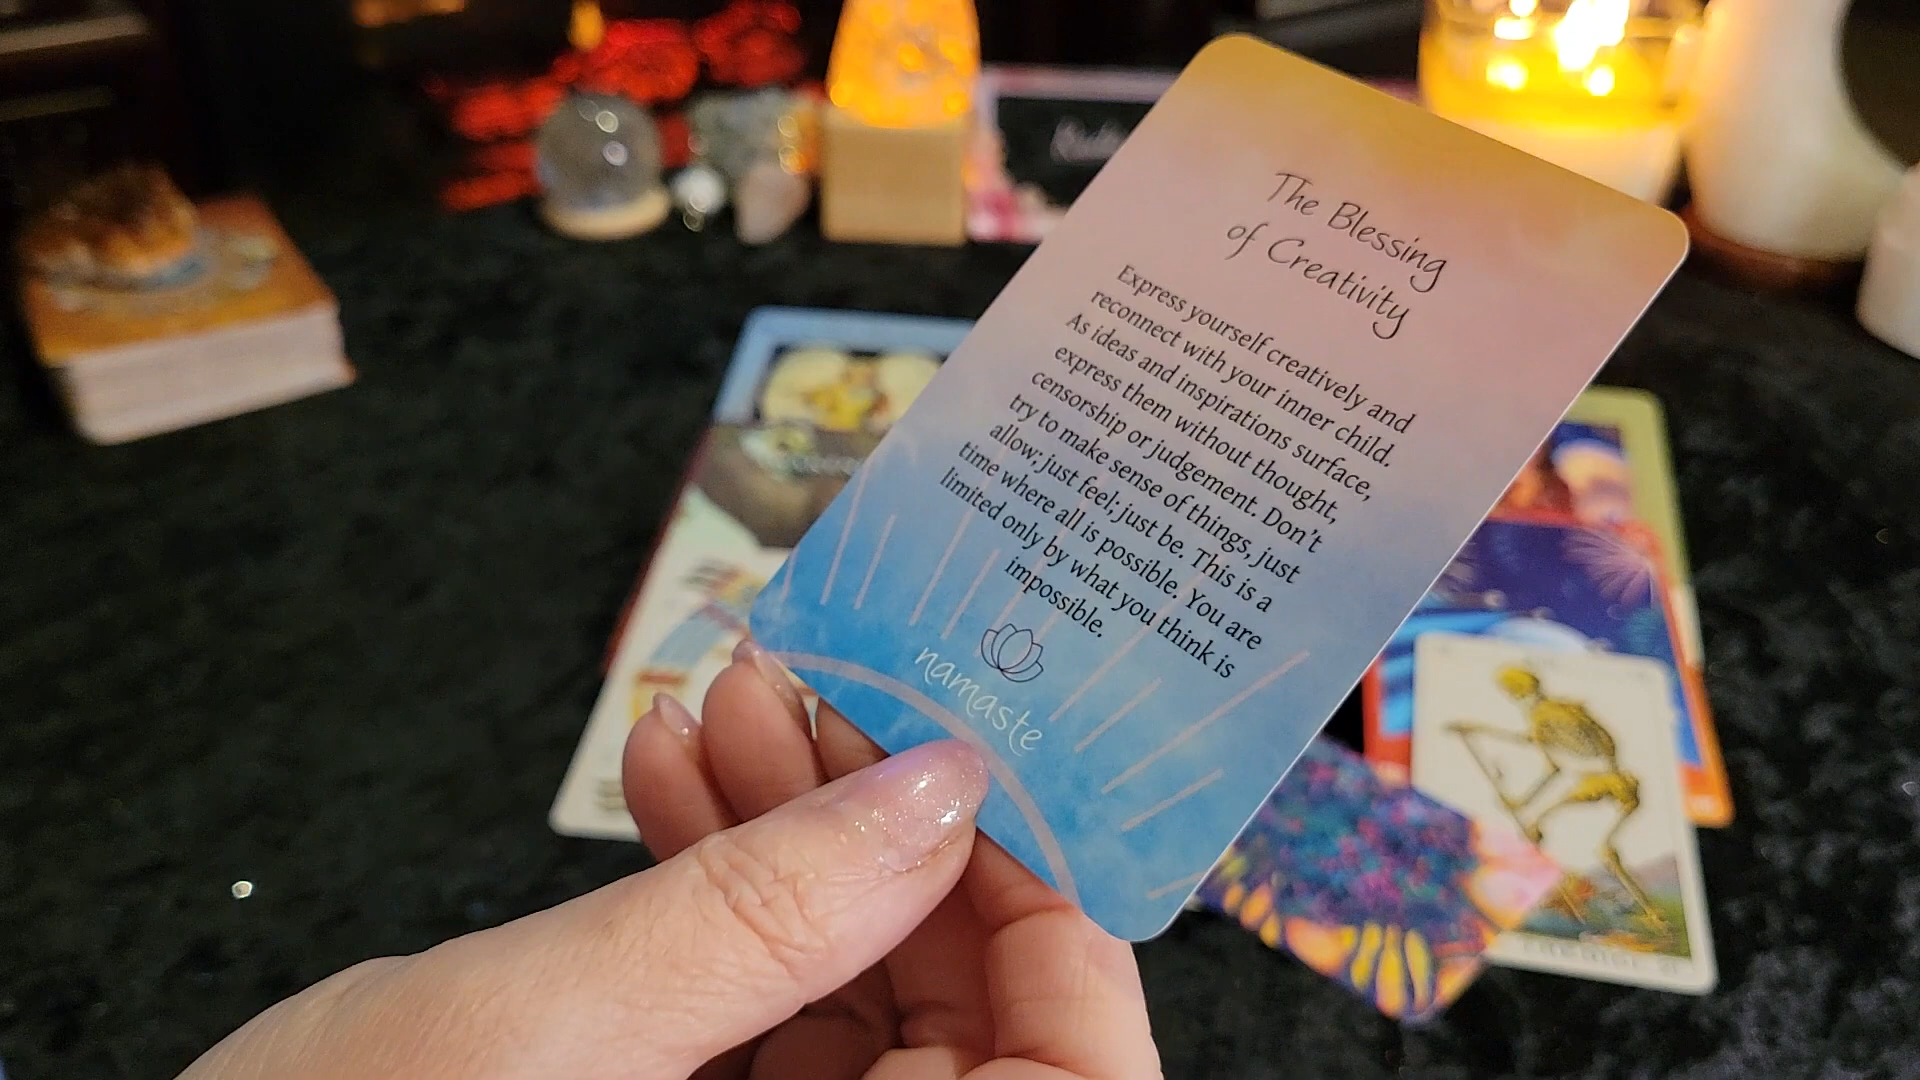 The Blessing
of Creativity
Express yourself creatively and
reconnect with your inner child.
As ideas and inspirations surface,
express them without thought,
censorship or judgement. Don't
try to make sense of things, just
allow; just feel; just be. This is a
time where all is possible. You are
limited only by what you think is
impossible.
namaste